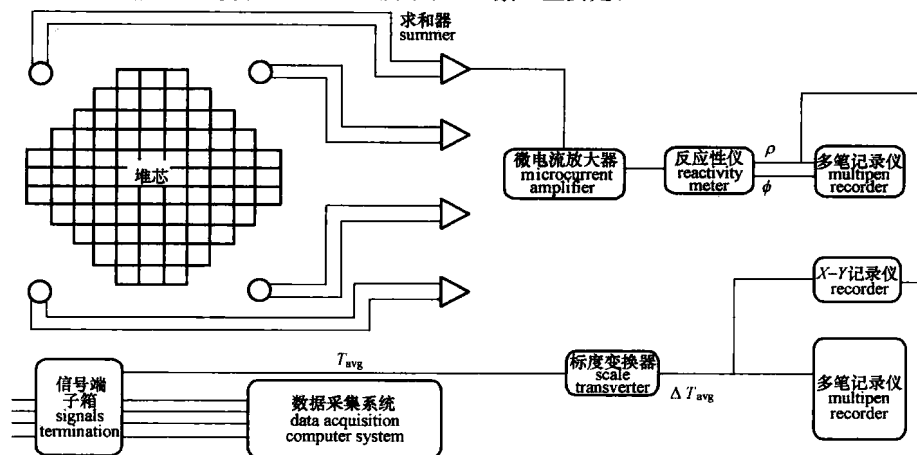 求和器
summer
堆芯
微电流放大器
microcurrent
amplifier
反应性仪
reactivity
meter
ρ
ϕ
多笔记录仪
multipen
recorder
X-Y记录仪
recorder
T_avg
标度变换器
scale
transverter
Δ T_avg
多笔记录仪
multipen
recorder
信号端
子箱
signals
termination
数据采集系统
data acquisition
computer system